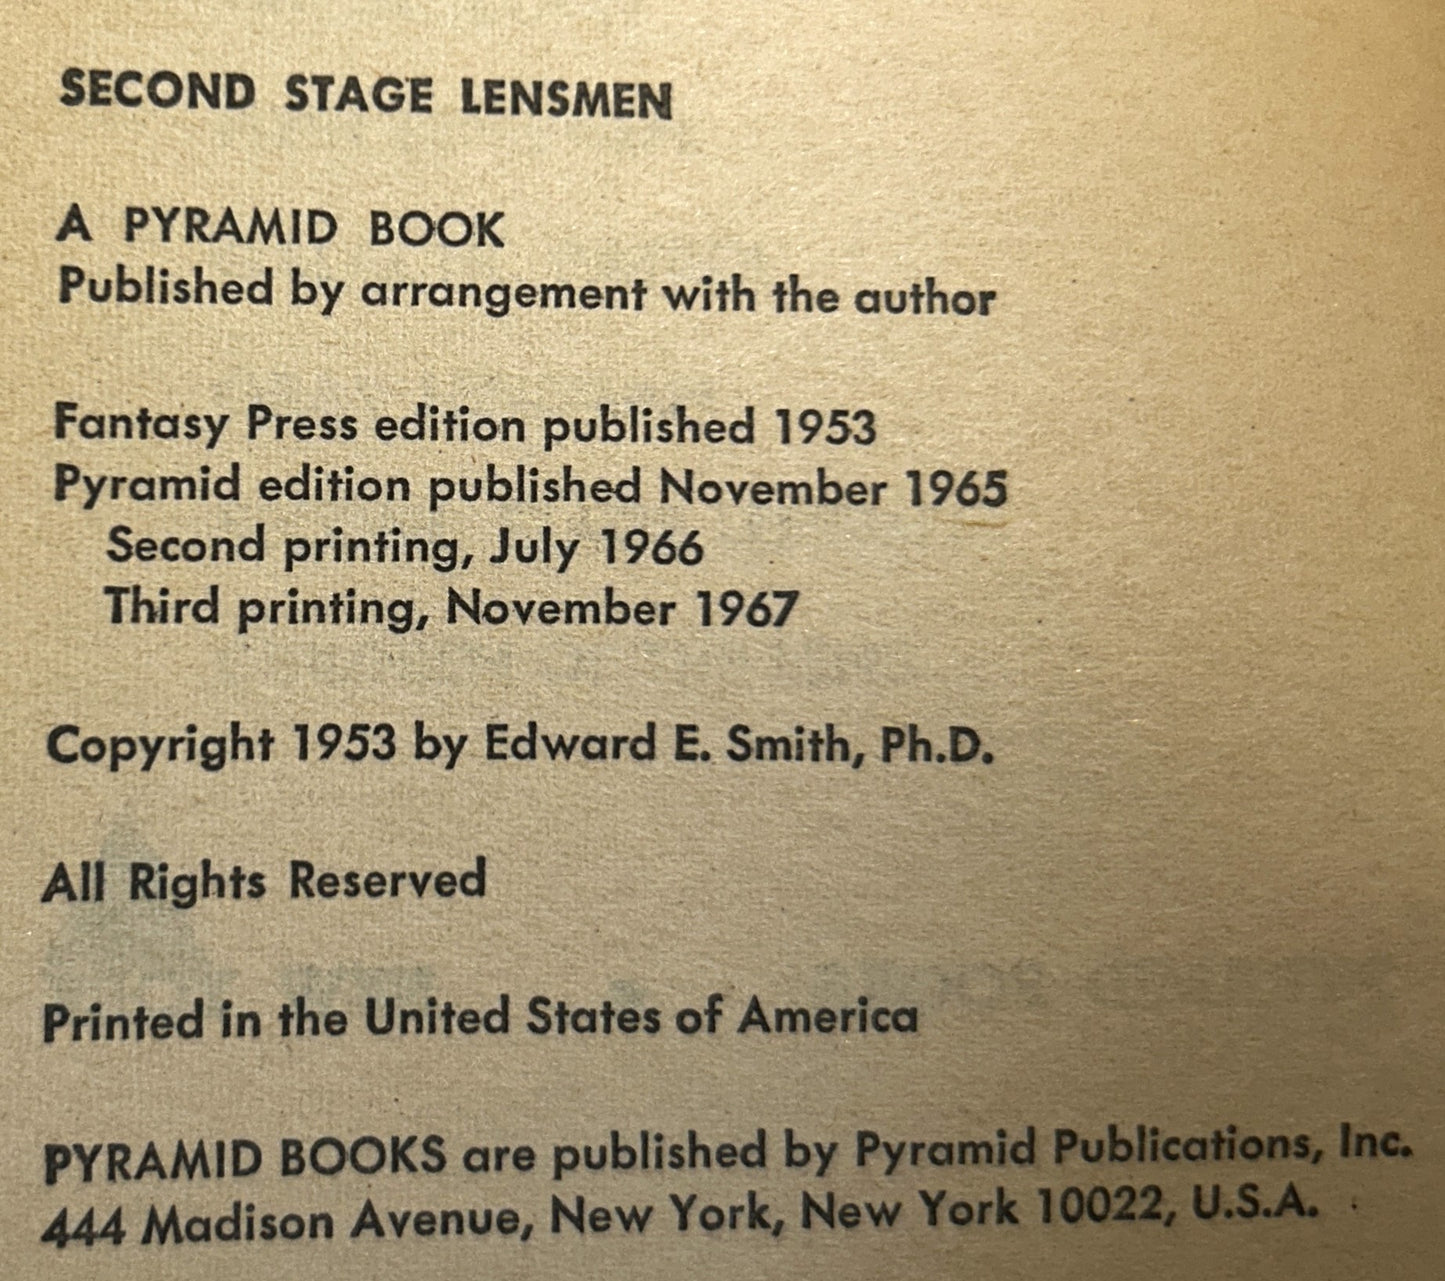 SECOND STAGE LENSMEN
A PYRAMID BOOK
Published by arrangement with the author
Fantasy Press edition published 1953
Pyramid edition published November 1965
Second printing, July 1966
Third printing, November 1967
Copyright 1953 by Edward E. Smith, Ph.D.
All Rights Reserved
Printed in the United States of America
PYRAMID BOOKS are published by Pyramid Publications, Inc.
444 Madison Avenue, New York, New York 10022, U.S.A.